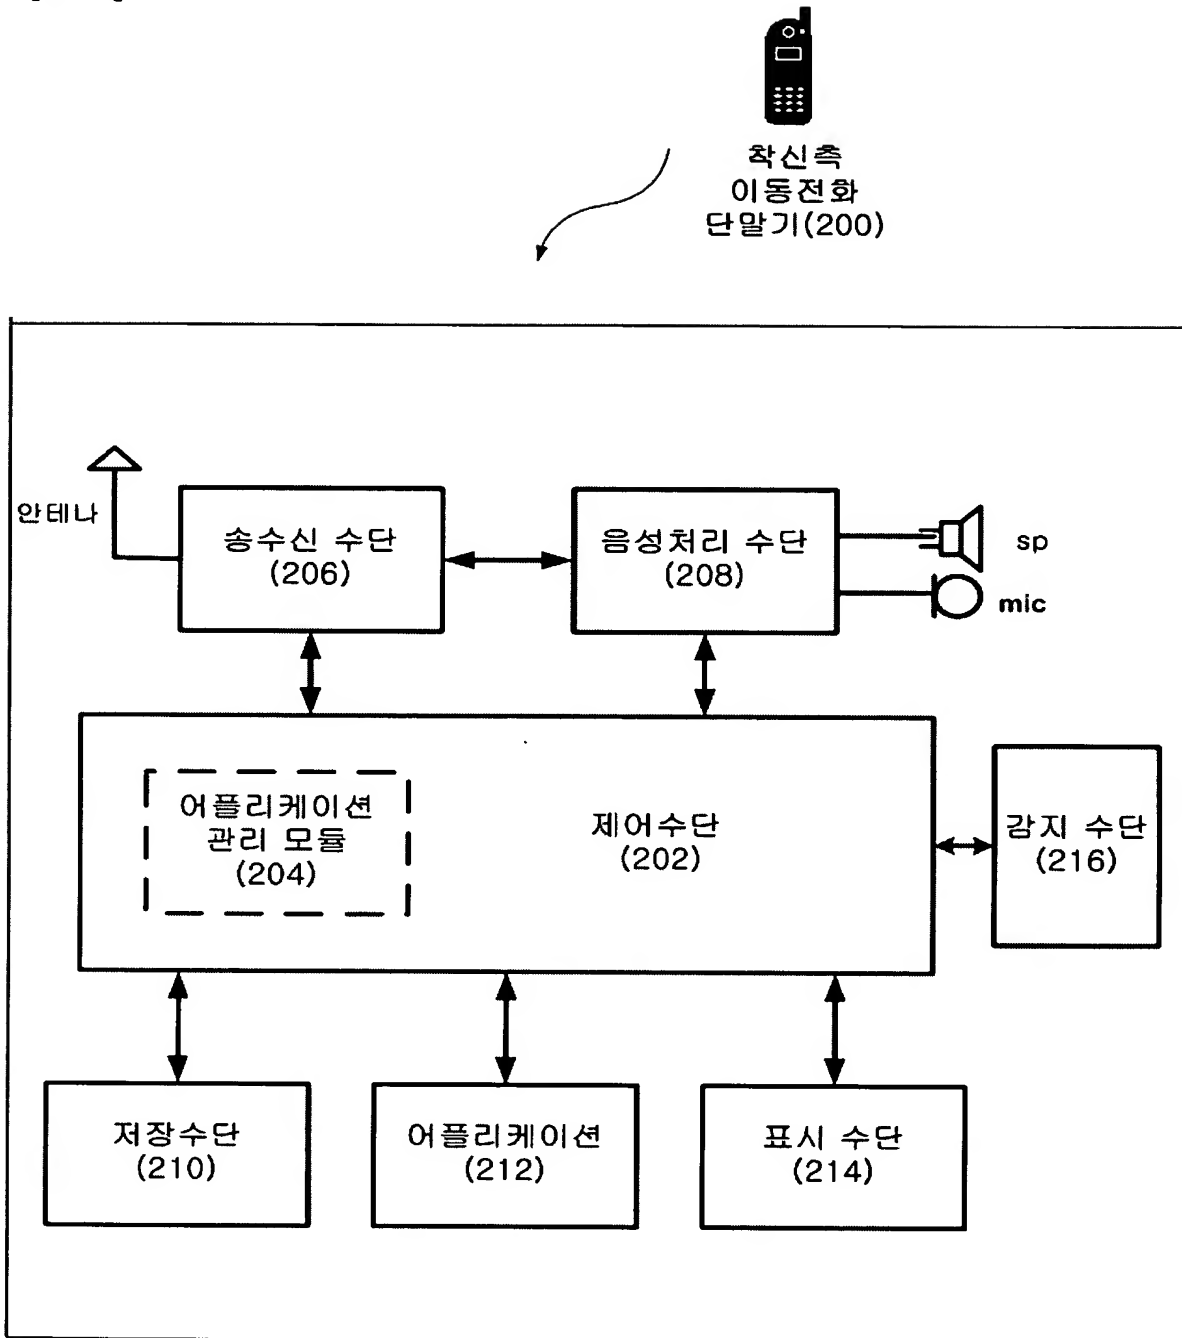 착신측
이동전화
단말기(200)
안테나
송수신 수단
(206)
음성처리 수단
(208)
sp
mic
어플리케이션
관리 모듈
(204)
제어수단
(202)
감지 수단
(216)
저장수단
(210)
어플리케이션
(212)
표시 수단
(214)